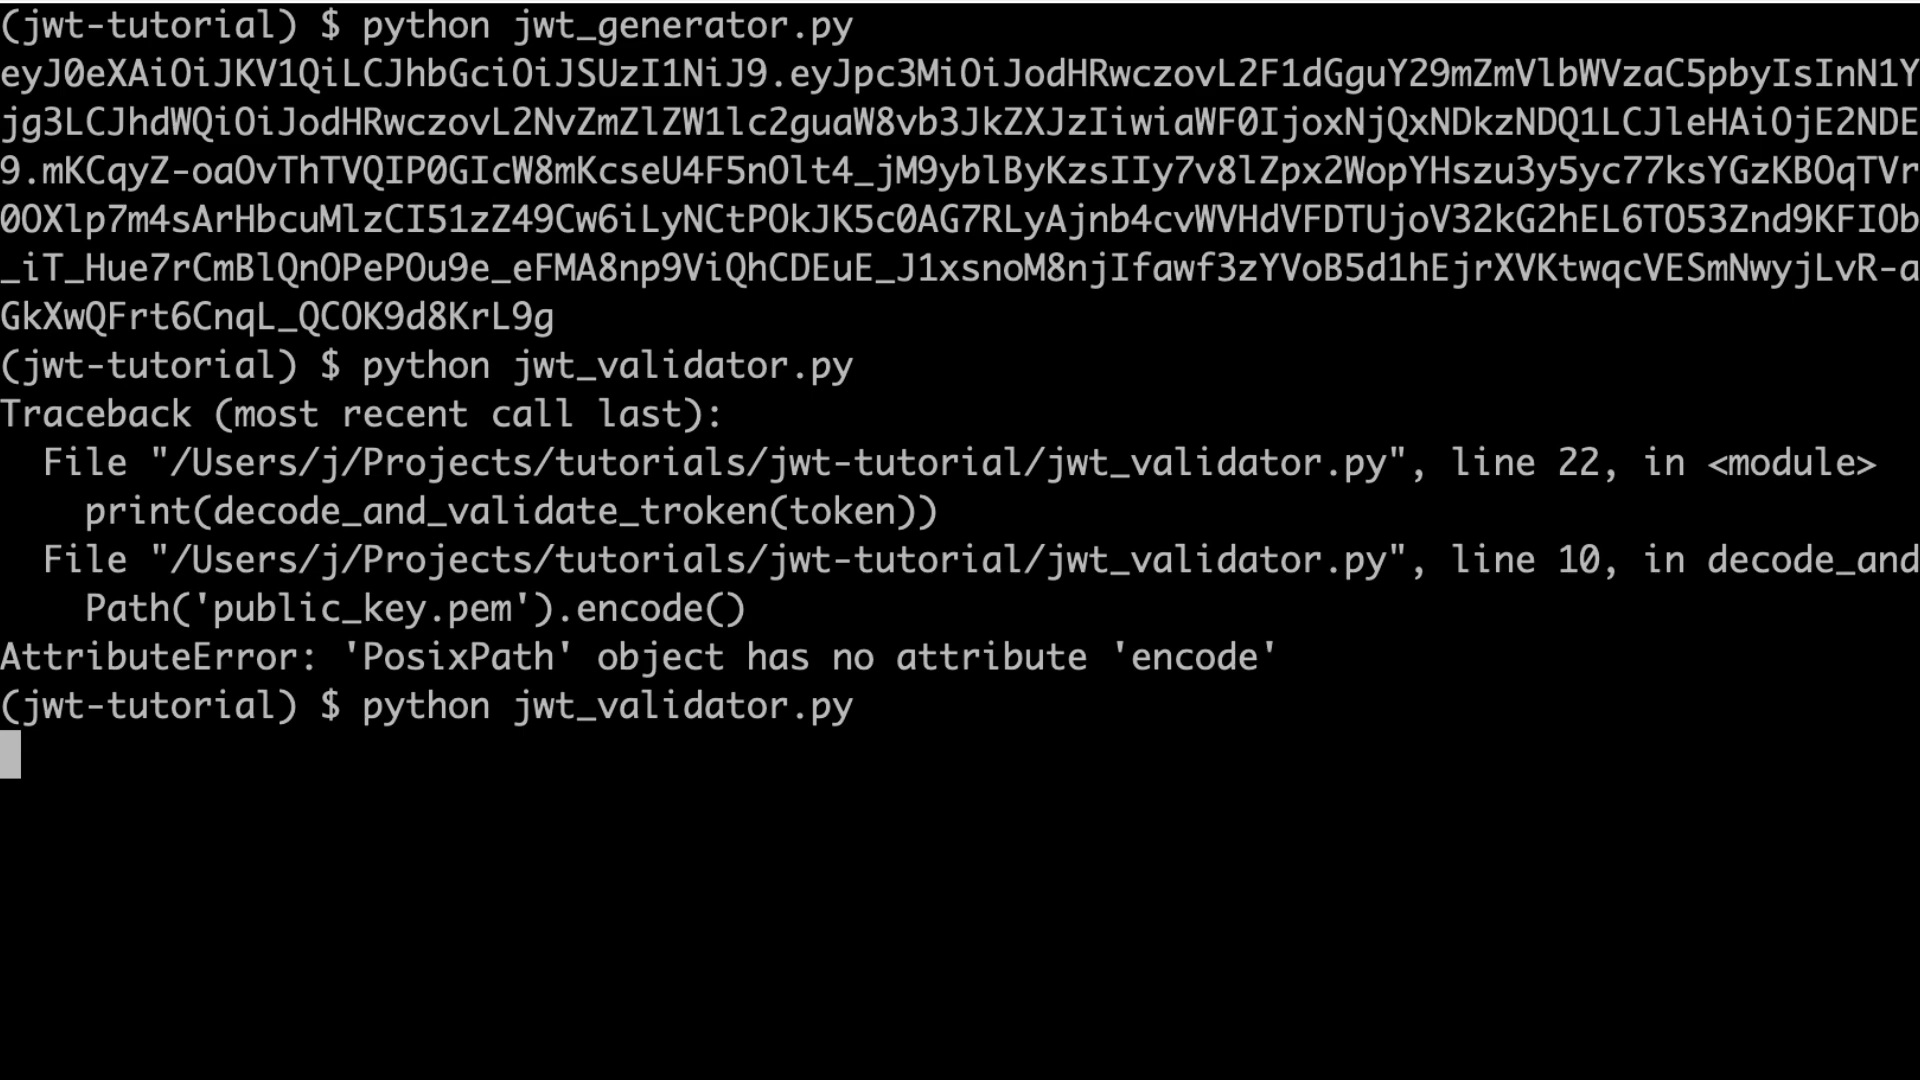 (jwt-tutorial) $ python jwt_generator.py
eyJ0eXAiOiJKV1QiLCJhbGciOiJSUzI1NiJ9.eyJpc3MiOiJodHRwczovL2F1dGguY29mZmVlbWVzaC5pbyIsInN1Y
jg3LCJhdWQiOiJodHRwczovL2NvZmZlZW1lc2guaW8vb3JkZXJzIiwiaWF0IjoxNjQxNDkzNDQ1LCJleHAiOjE2NDE
9.mKCqyZ-oaOvThTVQIP0GIcW8mKcseU4F5nOlt4_jM9yblByKzsIIy7v8lZpx2WopYHszu3y5yc77ksYGzKBOqTVr
0OXlp7m4sArHbcuMlzCI51zZ49Cw6iLyNCtPOkJK5c0AG7RLyAjnb4cvWVHdVFDTUjoV32kG2hEL6TO53Znd9KFIOb
_iT_Hue7rCmBlQnOPePOu9e_eFMA8np9ViQhCDEuE_J1xsnoM8njIfawf3zYVoB5d1hEjrXVKtwqcVESmNwyjLvR-a
GkXwQFrt6CnqL_QCOK9d8KrL9g
(jwt-tutorial) $ python jwt_validator.py
Traceback (most recent call last):
  File "/Users/j/Projects/tutorials/jwt-tutorial/jwt_validator.py", line 22, in <module>
    print(decode_and_validate_troken(token))
  File "/Users/j/Projects/tutorials/jwt-tutorial/jwt_validator.py", line 10, in decode_and
    Path('public_key.pem').encode()
AttributeError: 'PosixPath' object has no attribute 'encode'
(jwt-tutorial) $ python jwt_validator.py